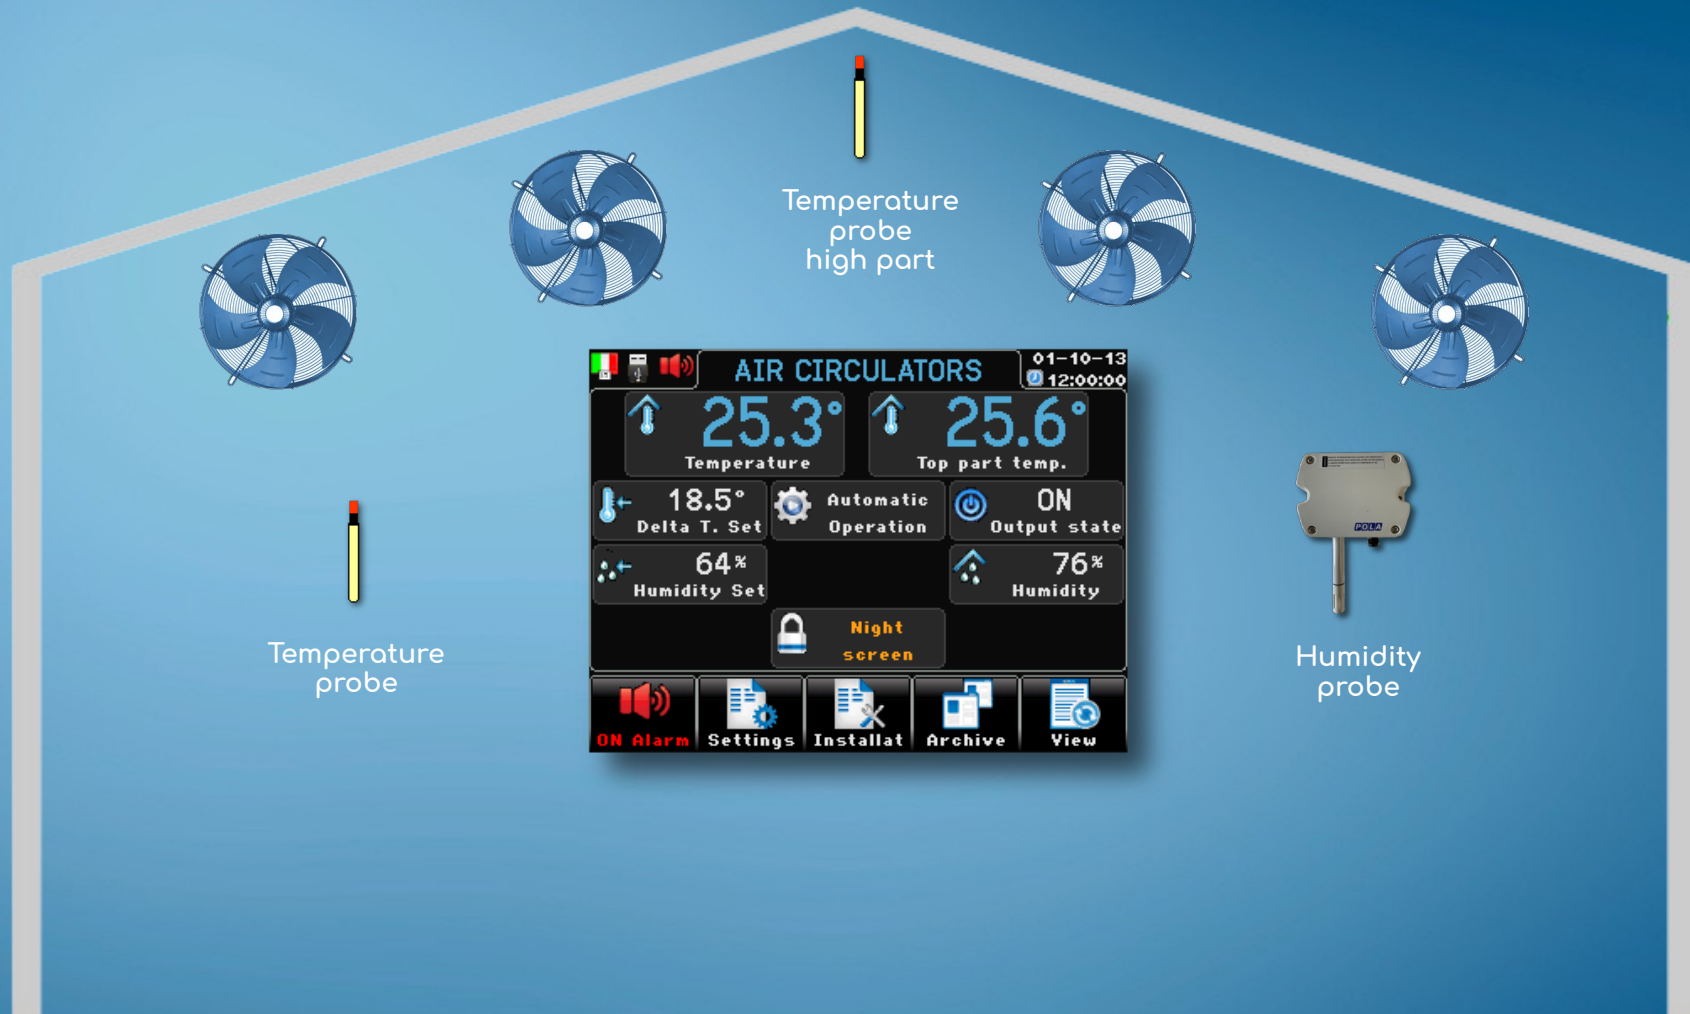 Temperature
probe
high part
AIR CIRCULATORS
01-10-13
12:00:00
25.3°
Temperature
25.6°
Top part temp.
18.5°
Delta T. Set
Automatic
Operation
ON
Output state
64%
Humidity Set
76%
Humidity
Night
screen
ON Alarm
Settings
Installat
Archive
View
Temperature
probe
POLA
Humidity
probe